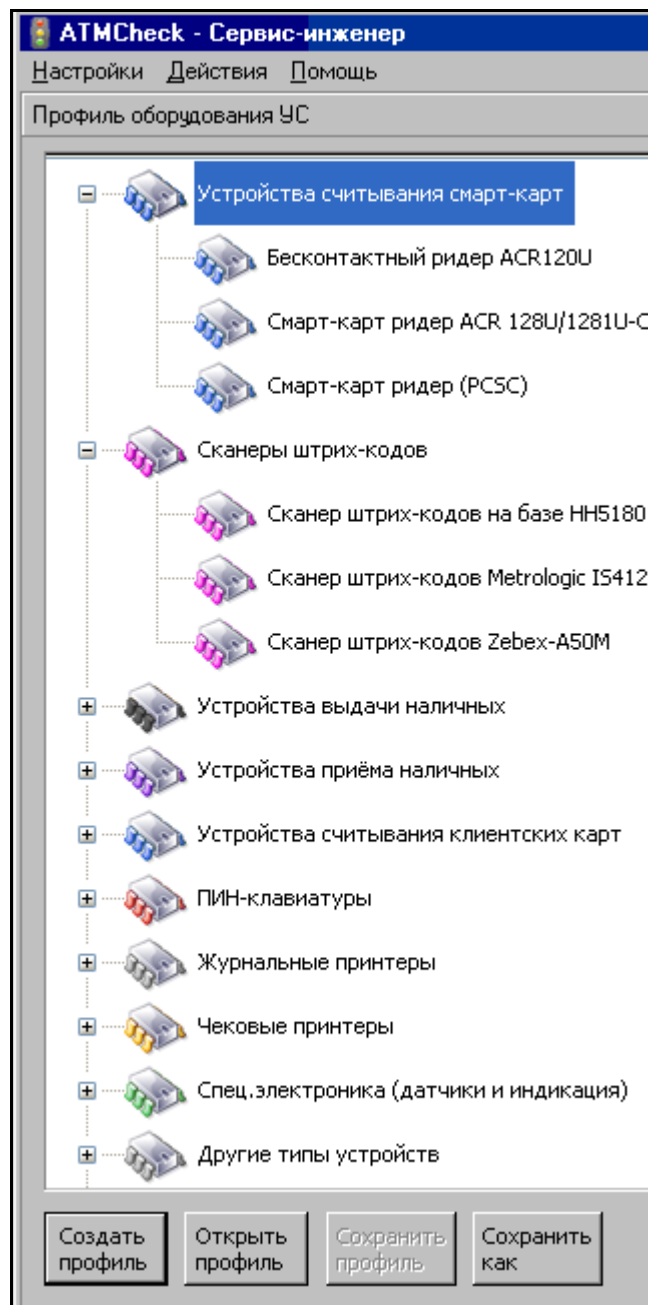 ATMCheck - Сервис-инженер
Настройки Действия Помощь
Профиль оборудования УС
Устройства считывания смарт-карт
Бесконтактный ридер ACR120U
Смарт-карт ридер ACR 128U/1281U-C
Смарт-карт ридер (PCSC)
Сканеры штрих-кодов
Сканер штрих-кодов на базе HH5180
Сканер штрих-кодов Metrologic IS412
Сканер штрих-кодов Zebex-A50M
Устройства выдачи наличных
Устройства приёма наличных
Устройства считывания клиентских карт
ПИН-клавиатуры
Журнальные принтеры
Чековые принтеры
Спец.электроника (датчики и индикация)
Другие типы устройств
Создать профиль
Открыть профиль
Сохранить профиль
Сохранить как